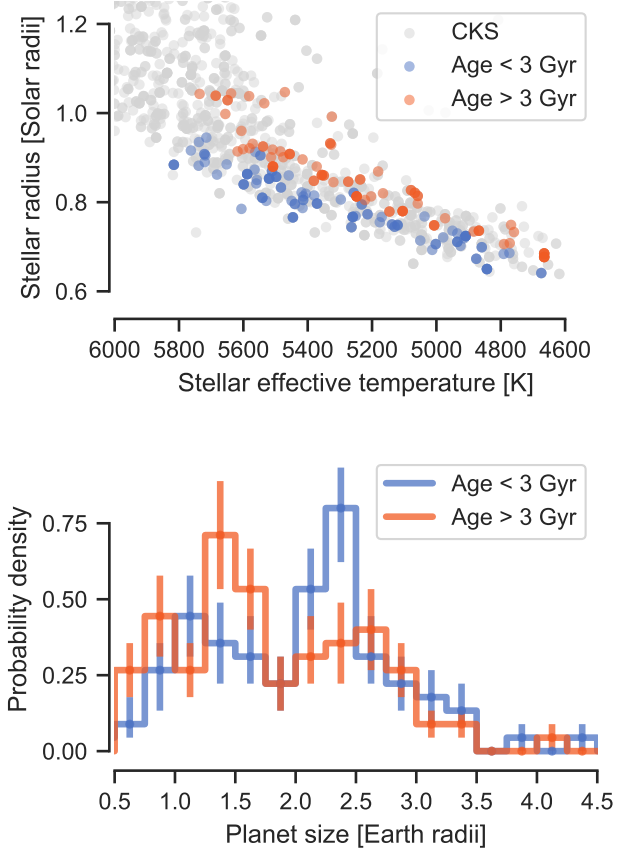 1.2
1.0
0.8
0.6
Stellar radius [Solar radii]
CKS
Age < 3 Gyr
Age > 3 Gyr
6000 5800 5600 5400 5200 5000 4800 4600
Stellar effective temperature [K]
Age < 3 Gyr
Age > 3 Gyr
0.75
0.50
0.25
0.00
Probability density
0.5 1.0 1.5 2.0 2.5 3.0 3.5 4.0 4.5
Planet size [Earth radii]